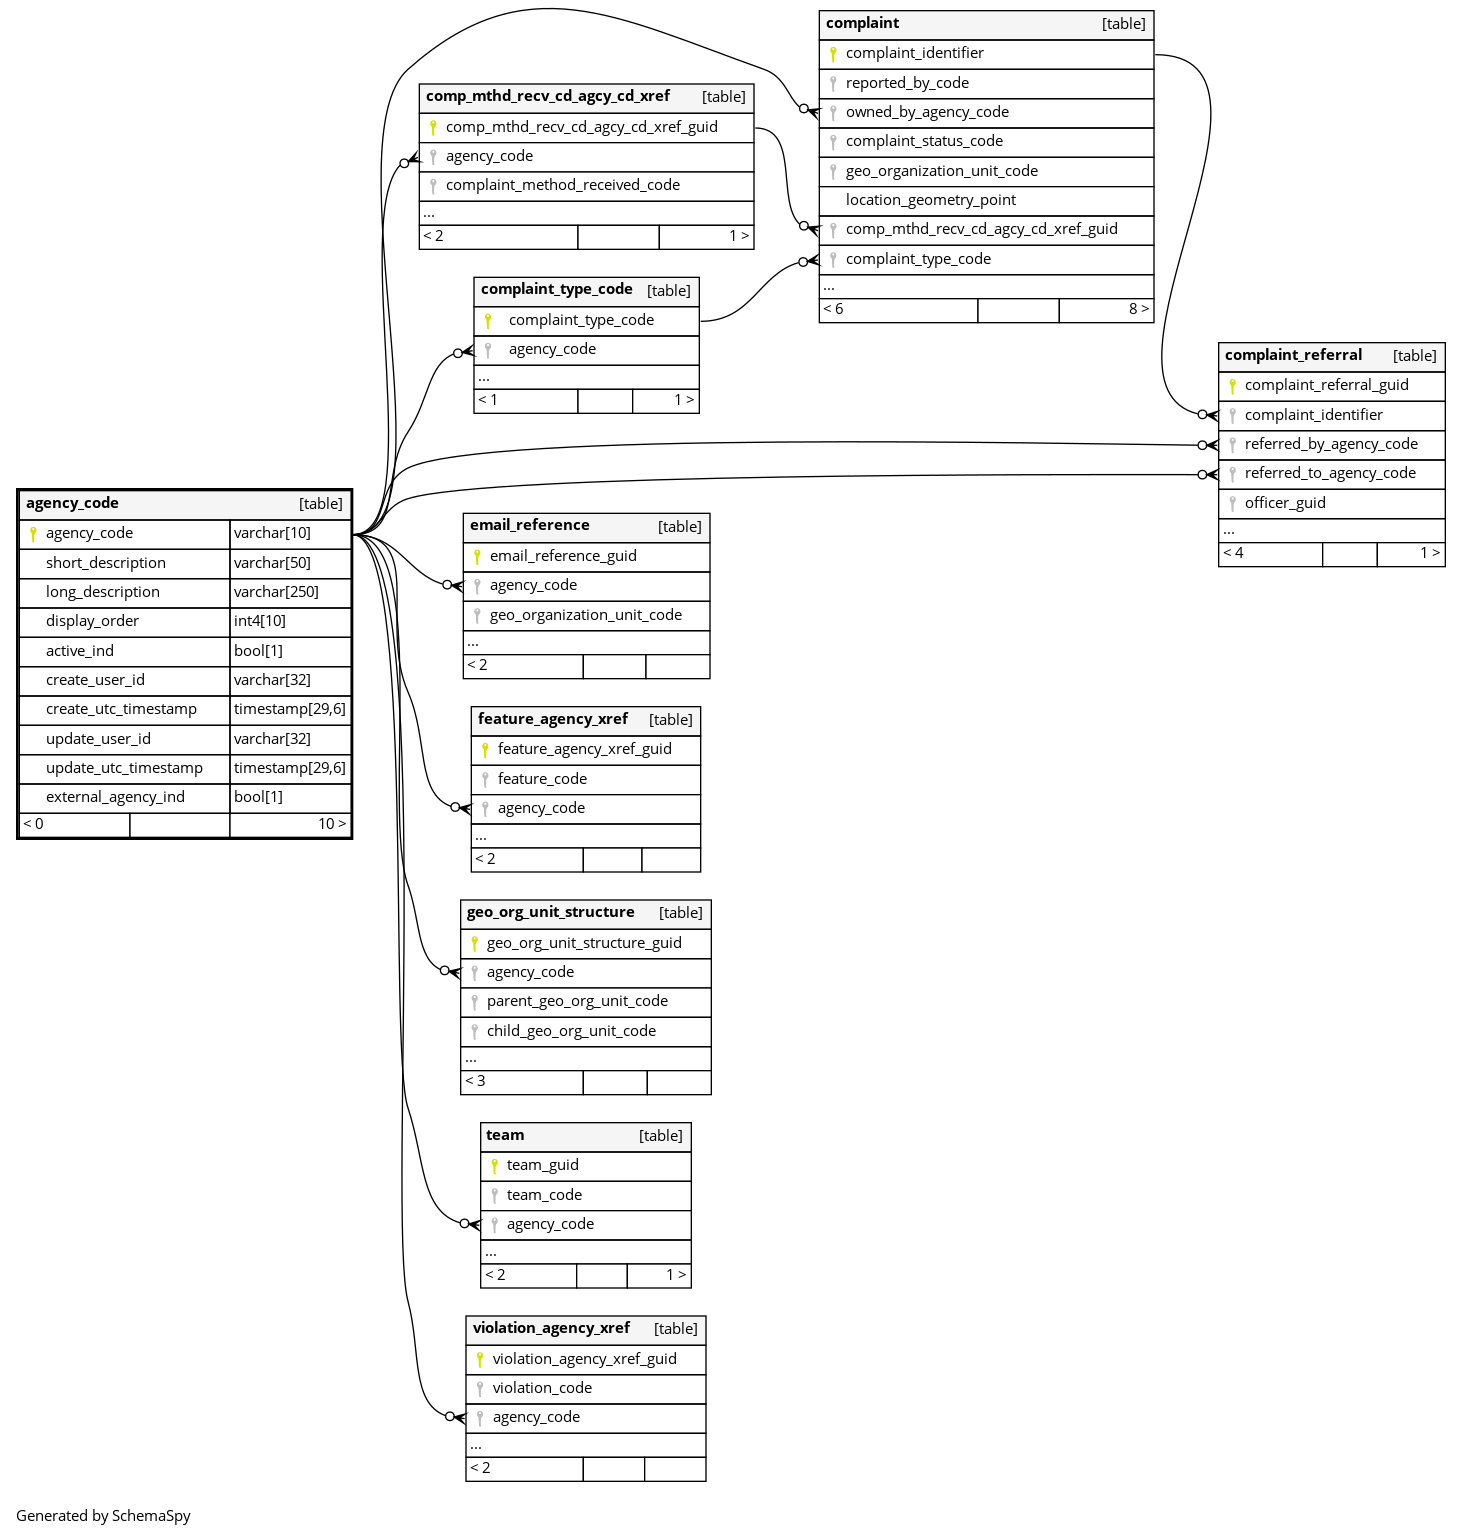 complaint [table]
complaint_identifier
reported_by_code
owned_by_agency_code
complaint_status_code
geo_organization_unit_code
location_geometry_point
comp_mthd_recv_cd_agcy_cd_xref_guid
complaint_type_code
...
< 6 8 >
comp_mthd_recv_cd_agcy_cd_xref [table]
comp_mthd_recv_cd_agcy_cd_xref_guid
agency_code
complaint_method_received_code
...
< 2 1 >
complaint_type_code [table]
complaint_type_code
agency_code
...
< 1 1 >
complaint_referral [table]
complaint_referral_guid
complaint_identifier
referred_by_agency_code
referred_to_agency_code
officer_guid
...
< 4 1 >
agency_code [table]
agency_code varchar[10]
short_description varchar[50]
long_description varchar[250]
display_order int4[10]
active_ind bool[1]
create_user_id varchar[32]
create_utc_timestamp timestamp[29,6]
update_user_id varchar[32]
update_utc_timestamp timestamp[29,6]
external_agency_ind bool[1]
< 0 10 >
email_reference [table]
email_reference_guid
agency_code
geo_organization_unit_code
...
< 2
feature_agency_xref [table]
feature_agency_xref_guid
feature_code
agency_code
...
< 2
geo_org_unit_structure [table]
geo_org_unit_structure_guid
agency_code
parent_geo_org_unit_code
child_geo_org_unit_code
...
< 3
team [table]
team_guid
team_code
agency_code
...
< 2 1 >
violation_agency_xref [table]
violation_agency_xref_guid
violation_code
agency_code
...
< 2
Generated by SchemaSpy